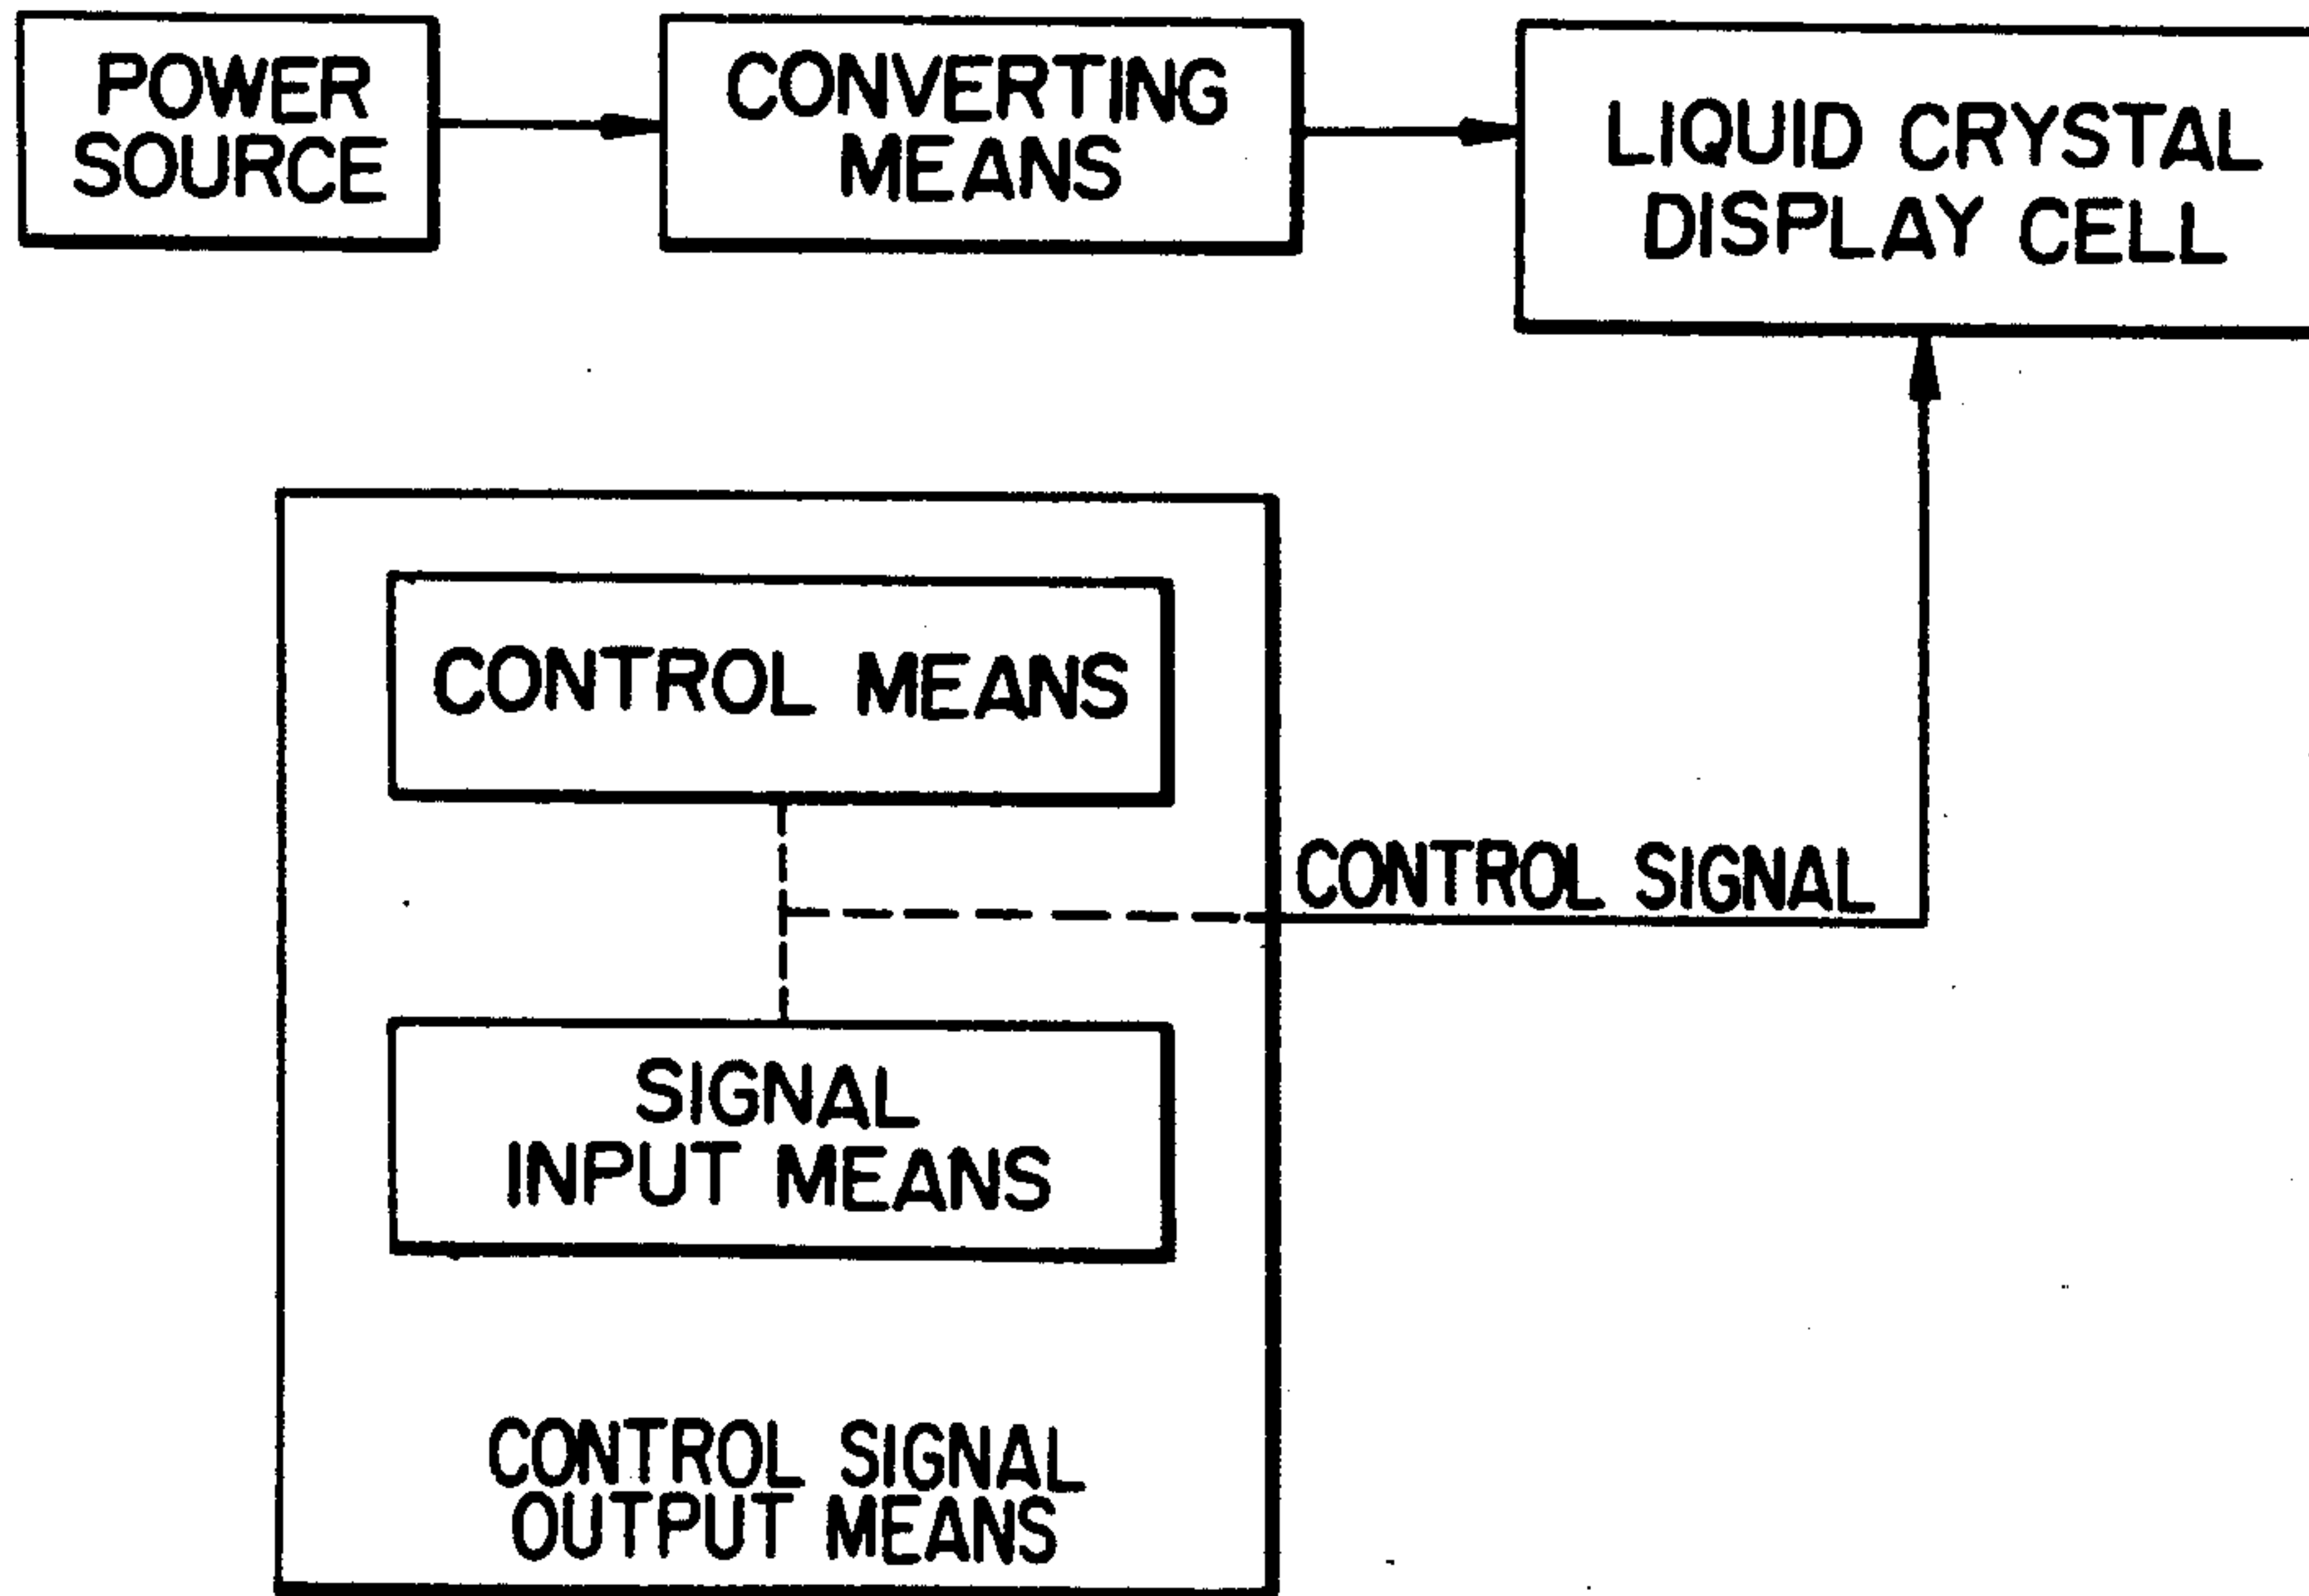 POWER
SOURCE
CONVERTING
MEANS
LIQUID CRYSTAL
DISPLAY CELL
CONTROL MEANS
CONTROL SIGNAL
SIGNAL
INPUT MEANS
CONTROL SIGNAL
OUTPUT MEANS